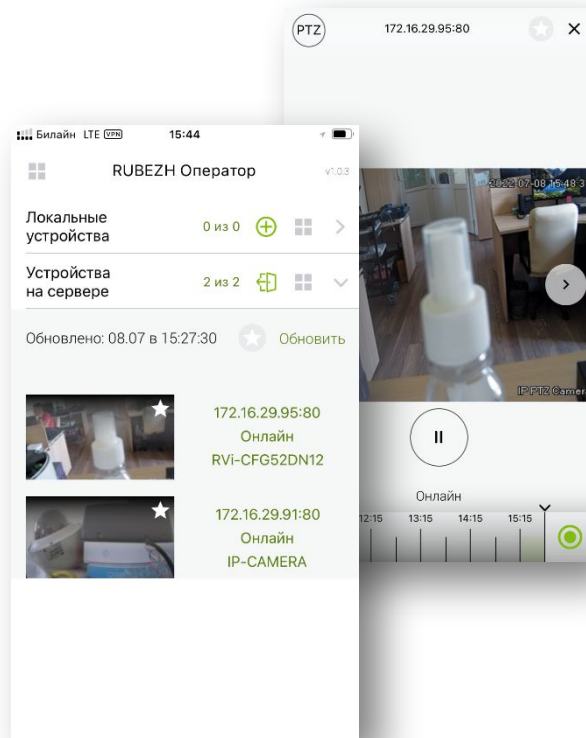 PTZ
172.16.29.95:80
Билайн LTE VPN 15:44
RUBEZH Оператор v1.0.3
Локальные
устройства
0 из 0
Устройства
на сервере
2 из 2
Обновлено: 08.07 в 15:27:30 Обновить
172.16.29.95:80
Онлайн
RVi-CFG52DN12
172.16.29.91:80
Онлайн
IP-CAMERA
2022-07-08 15:48:3
IP PTZ Camer
Онлайн
12:15 13:15 14:15 15:15